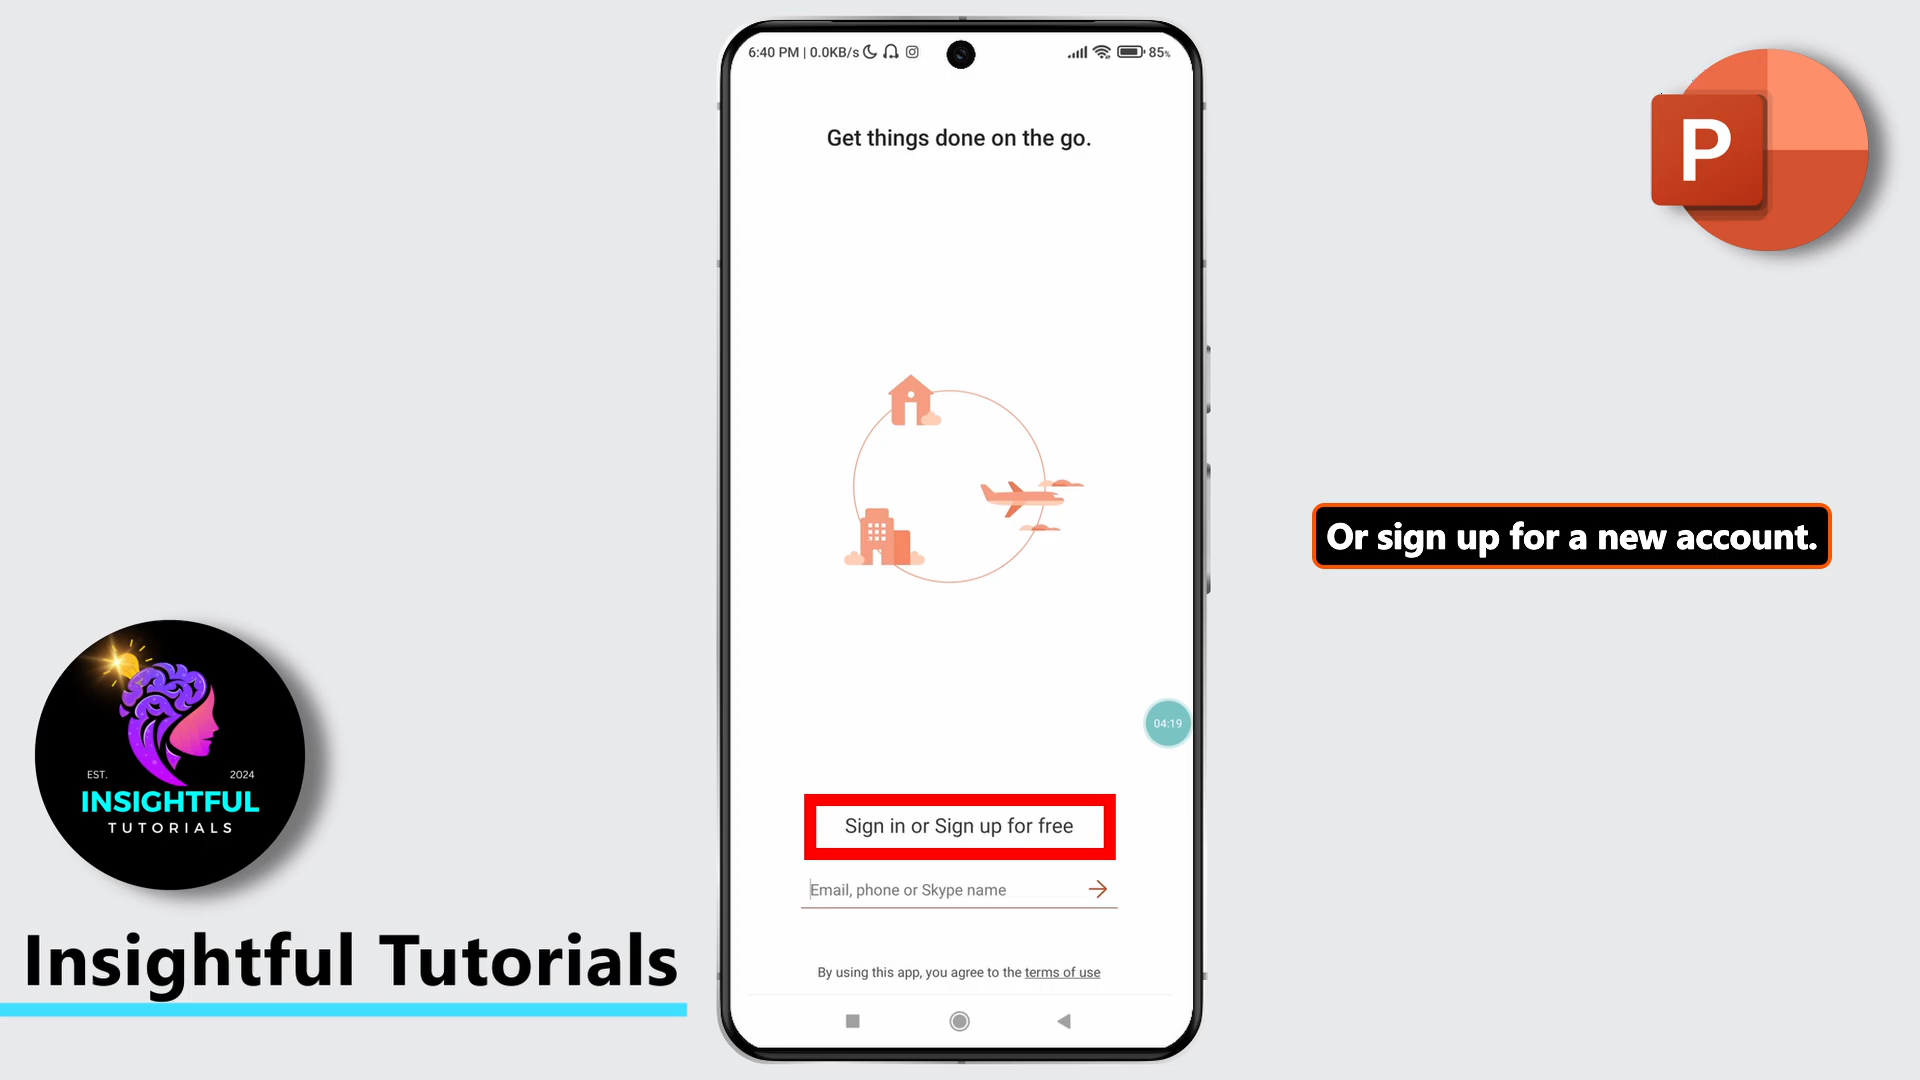 6:40 PM | 0.0KB/s
85%
Get things done on the go.
P
Or sign up for a new account.
04:19
EST. 2024
INSIGHTFUL
TUTORIALS
Sign in or Sign up for free
Email, phone or Skype name
Insightful Tutorials
By using this app, you agree to the terms of use